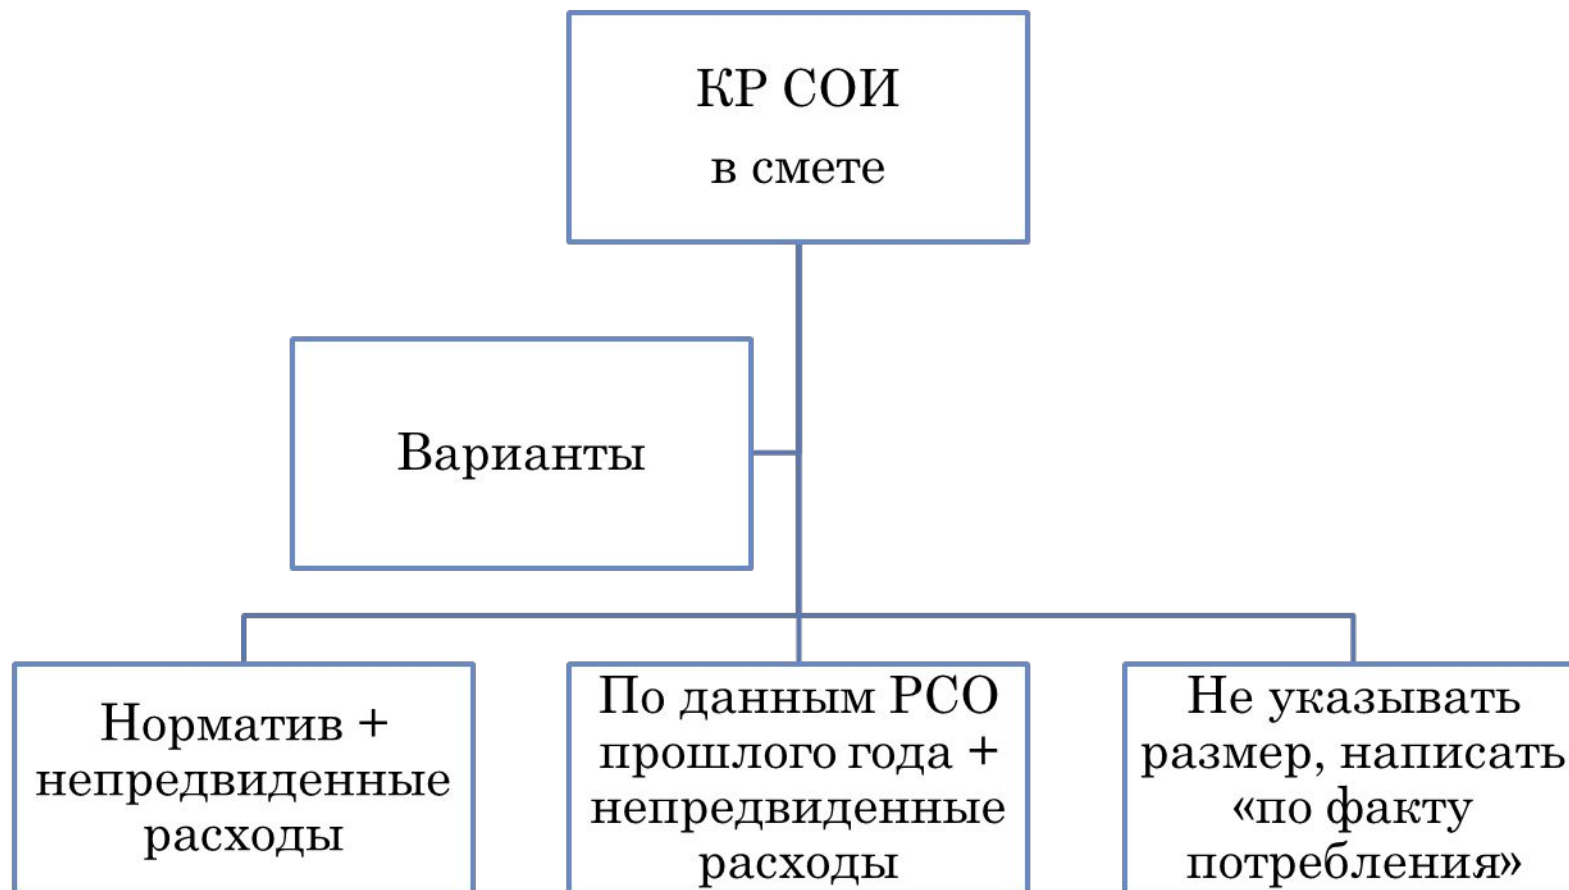 КР СОИ
в смете
Варианты
Норматив +
непредвиденные
расходы
По данным РСО
прошлого года +
непредвиденные
расходы
Не указывать
размер, написать
«по факту
потребления»